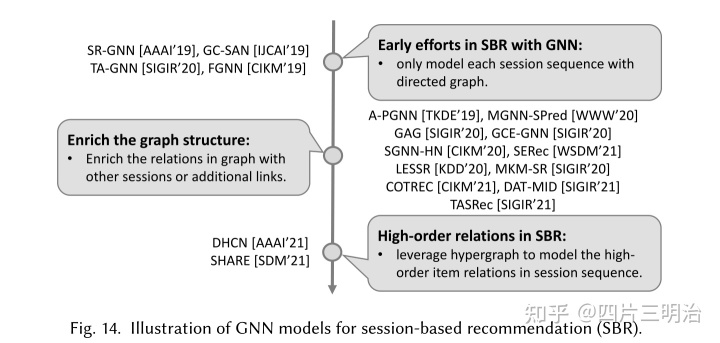 SR-GNN [AAAI'19], GC-SAN [IJCAI'19]
TA-GNN [SIGIR'20], FGNN [CIKM'19]
Early efforts in SBR with GNN:
• only model each session sequence with
directed graph.
Enrich the graph structure:
• Enrich the relations in graph with
other sessions or additional links.
A-PGNN [TKDE'19], MGNN-SPred [WWW'20]
GAG [SIGIR'20], GCE-GNN [SIGIR'20]
SGNN-HN [CIKM'20], SERec [WSDM'21]
LESSR [KDD'20], MKM-SR [SIGIR'20]
COTREC [CIKM'21], DAT-MID [SIGIR'21]
TASRec [SIGIR'21]
DHCN [AAAI'21]
SHARE [SDM'21]
High-order relations in SBR:
• leverage hypergraph to model the high-
order item relations in session sequence.
知乎 @四片三明治
Fig. 14. Illustration of GNN models for session-based recommendation (SBR).